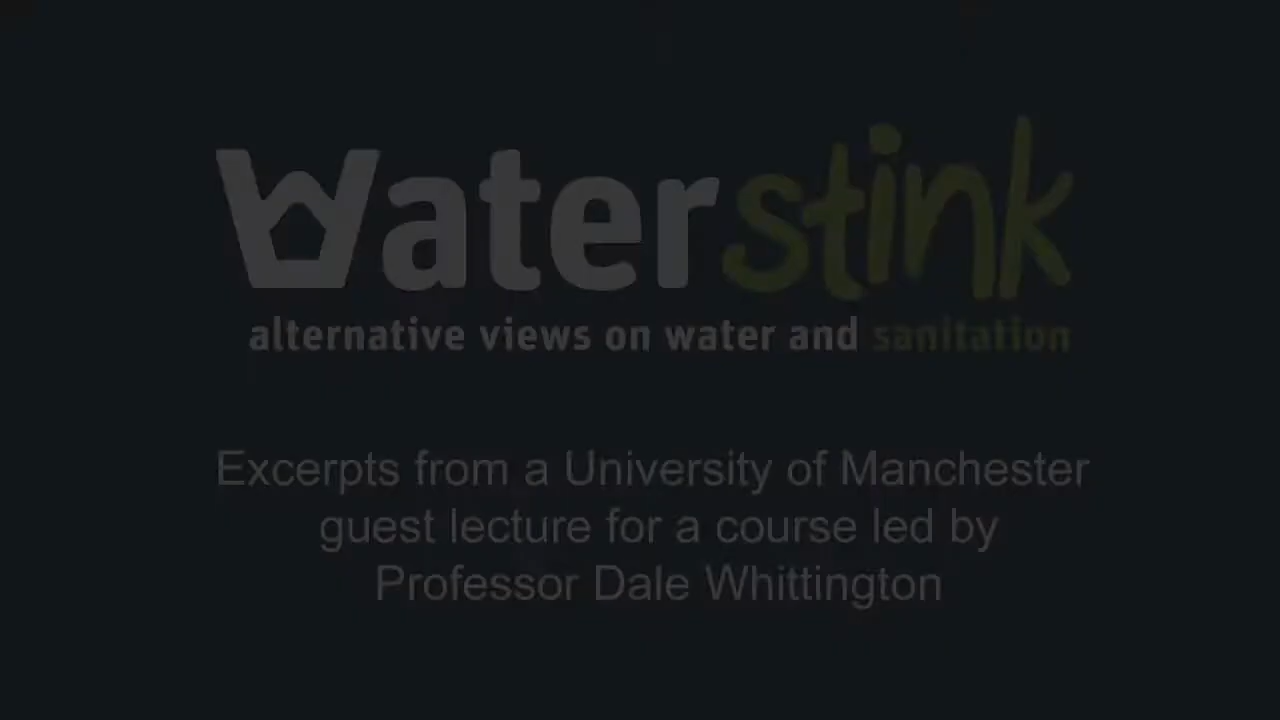 Waterstink
alternative views on water and sanitation
Excerpts from a University of Manchester
guest lecture for a course led by
Professor Dale Whittington